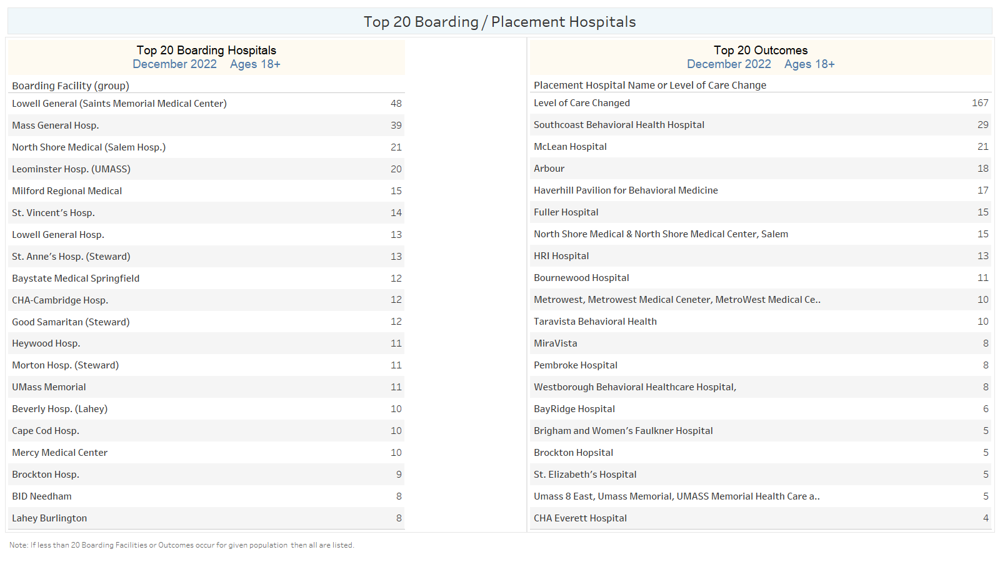 Top 20 Boarding / Placement Hospitals
Top 20 Boarding Hospitals
December 2022 Ages 18+
Boarding Facility (group)
Lowell General (Saints Memorial Medical Center) 48
Mass General Hosp. 39
North Shore Medical (Salem Hosp.) 21
Leominster Hosp. (UMASS) 20
Milford Regional Medical 15
St. Vincent's Hosp. 14
Lowell General Hosp. 13
St. Anne's Hosp. (Steward) 13
Baystate Medical Springfield 12
CHA-Cambridge Hosp. 12
Good Samaritan (Steward) 12
Heywood Hosp. 11
Morton Hosp. (Steward) 11
UMass Memorial 11
Beverly Hosp. (Lahey) 10
Cape Cod Hosp. 10
Mercy Medical Center 10
Brockton Hosp. 9
BID Needham 8
Lahey Burlington 8
Top 20 Outcomes
December 2022 Ages 18+
Placement Hospital Name or Level of Care Change
Level of Care Changed 167
Southcoast Behavioral Health Hospital 29
McLean Hospital 21
Arbour 18
Haverhill Pavilion for Behavioral Medicine 17
Fuller Hospital 15
North Shore Medical & North Shore Medical Center, Salem 15
HRI Hospital 13
Bournewood Hospital 11
Metrowest, Metrowest Medical Ceneter, MetroWest Medical Ce.. 10
Taravista Behavioral Health 10
MiraVista 8
Pembroke Hospital 8
Westborough Behavioral Healthcare Hospital, 8
BayRidge Hospital 6
Brigham and Women's Faulkner Hospital 5
Brockton Hopsital 5
St. Elizabeth's Hospital 5
Umass 8 East, Umass Memorial, UMASS Memorial Health Care a.. 5
CHA Everett Hospital 4
Note: If less than 20 Boarding Facilities or Outcomes occur for given population then all are listed.